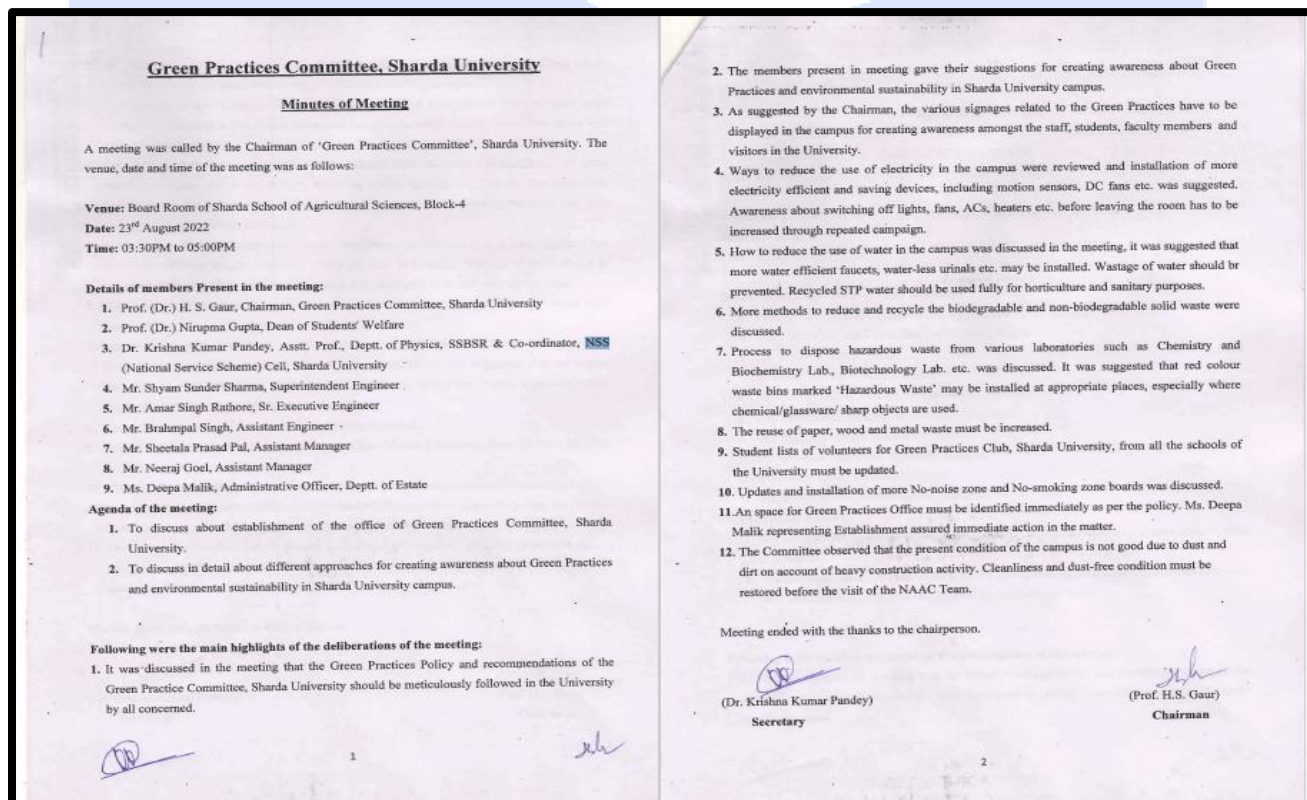 Green Practices Committee, Sharda University
Minutes of Meeting
A meeting was called by the Chairman of 'Green Practices Committee', Sharda University. The
venue, date and time of the meeting was as follows:
Venue: Board Room of Sharda School of Agricultural Sciences, Block-4
Date: 23rd August 2022
Time: 03:30PM to 05:00PM
Details of members Present in the meeting:
1. Prof. (Dr.) H. S. Gaur, Chairman, Green Practices Committee, Sharda University
2. Prof. (Dr.) Nirupma Gupta, Dean of Students' Welfare
3. Dr. Krishna Kumar Pandey, Asstt. Prof., Deptt. of Physics, SSBSR & Co-ordinator, NSS
(National Service Scheme) Cell, Sharda University
4. Mr. Shyam Sunder Sharma, Superintendent Engineer
5. Mr. Amar Singh Rathore, Sr. Executive Engineer
6. Mr. Brahmpal Singh, Assistant Engineer
7. Mr. Sheetala Prasad Pal, Assistant Manager
8. Mr. Neeraj Goel, Assistant Manager
9. Ms. Deepa Malik, Administrative Officer, Deptt. of Estate
Agenda of the meeting:
1. To discuss about establishment of the office of Green Practices Committee, Sharda
University.
2. To discuss in detail about different approaches for creating awareness about Green Practices
and environmental sustainability in Sharda University campus.
Following were the main highlights of the deliberations of the meeting:
1. It was discussed in the meeting that the Green Practices Policy and recommendations of the
Green Practice Committee, Sharda University should be meticulously followed in the University
by all concerned.
1
2. The members present in meeting gave their suggestions for creating awareness about Green
Practices and environmental sustainability in Sharda University campus.
3. As suggested by the Chairman, the various signages related to the Green Practices have to be
displayed in the campus for creating awareness amongst the staff, students, faculty members and
visitors in the University.
4. Ways to reduce the use of electricity in the campus were reviewed and installation of more
electricity efficient and saving devices, including motion sensors, DC fans etc. was suggested.
Awareness about switching off lights, fans, ACs, heaters etc. before leaving the room has to be
increased through repeated campaign.
5. How to reduce the use of water in the campus was discussed in the meeting, it was suggested that
more water efficient faucets, water-less urinals etc. may be installed. Wastage of water should br
prevented. Recycled STP water should be used fully for horticulture and sanitary purposes.
6. More methods to reduce and recycle the biodegradable and non-biodegradable solid waste were
discussed.
7. Process to dispose hazardous waste from various laboratories such as Chemistry and
Biochemistry Lab., Biotechnology Lab. etc. was discussed. It was suggested that red colour
waste bins marked 'Hazardous Waste' may be installed at appropriate places, especially where
chemical/glassware/ sharp objects are used.
8. The reuse of paper, wood and metal waste must be increased.
9. Student lists of volunteers for Green Practices Club, Sharda University, from all the schools of
the University must be updated.
10. Updates and installation of more No-noise zone and No-smoking zone boards was discussed.
11.An space for Green Practices Office must be identified immediately as per the policy. Ms. Deepa
Malik representing Establishment assured immediate action in the matter.
12. The Committee observed that the present condition of the campus is not good due to dust and
dirt on account of heavy construction activity. Cleanliness and dust-free condition must be
restored before the visit of the NAAC Team.
Meeting ended with the thanks to the chairperson.
(Dr. Krishna Kumar Pandey)
Secretary
(Prof. H.S. Gaur)
Chairman
2